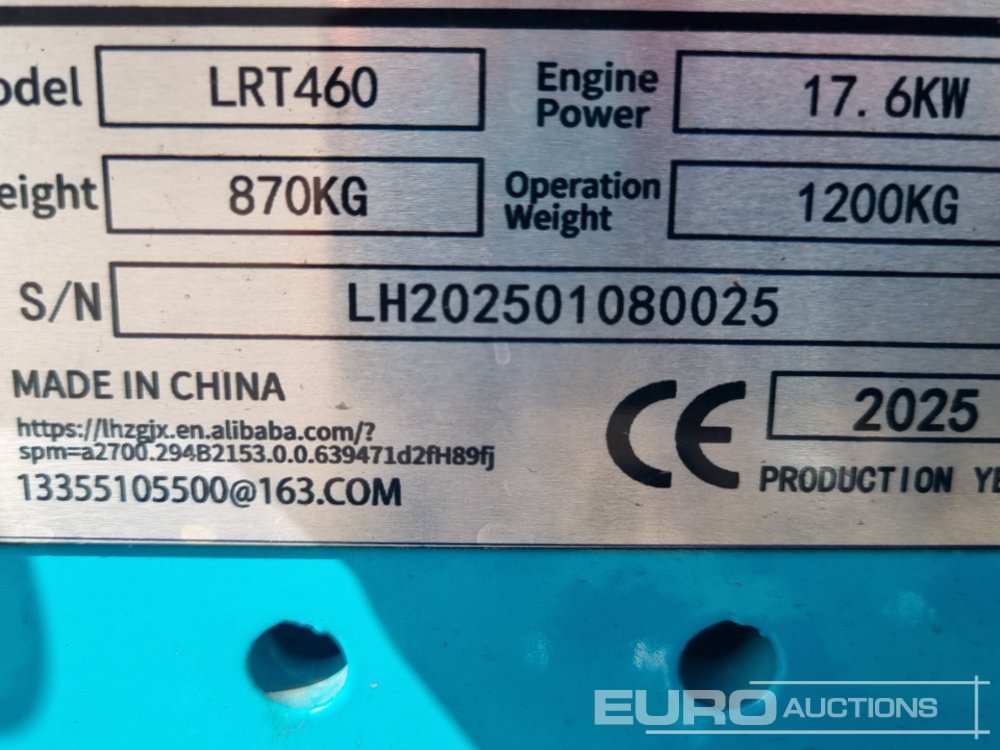 odel LRT460 Engine Power 17.6KW
eight 870KG Operation Weight 1200KG
S/N LH202501080025
MADE IN CHINA
https://lhzgjx.en.alibaba.com/?
spm=a2700.294B2153.0.0.639471d2fH89fj
13355105500@163.COM
CE 2025
PRODUCTION YE
EURO AUCTIONS